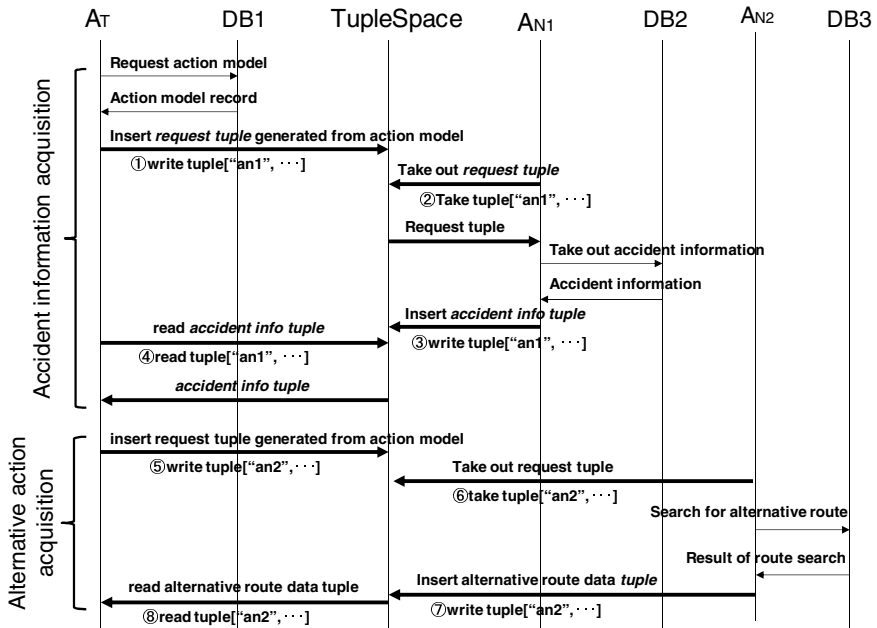 AT DB1 TupleSpace AN1 DB2 AN2 DB3
Accident information acquisition
Request action model
Action model record
Insert request tuple generated from action model
①write tuple[“an1”, ···]
Take out request tuple
②Take tuple[“an1”, ···]
Request tuple
Take out accident information
Accident information
Insert accident info tuple
③write tuple[“an1”, ···]
read accident info tuple
④read tuple[“an1”, ···]
accident info tuple
Alternative action
acquisition
insert request tuple generated from action model
⑤write tuple[“an2”,···]
Take out request tuple
⑥take tuple[“an2”,···]
Search for alternative route
Result of route search
Insert alternative route data tuple
⑦write tuple[“an2”,···]
read alternative route data tuple
⑧read tuple[“an2”,···]